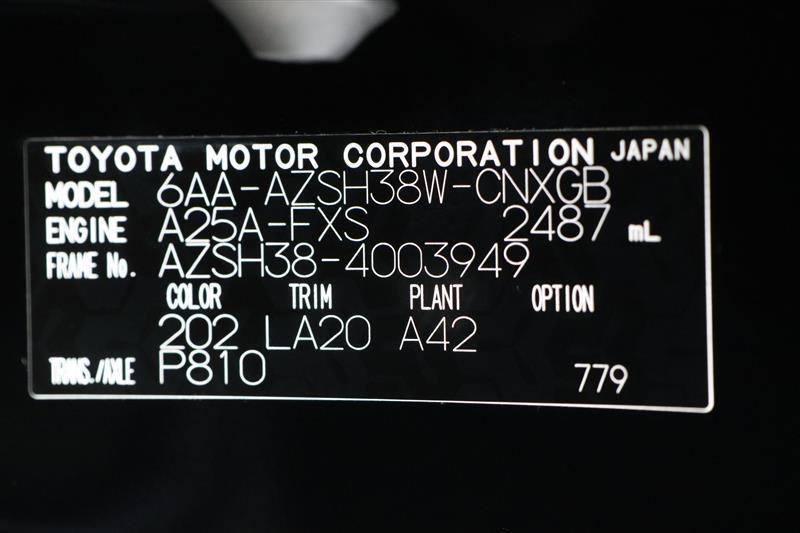 TOYOTA MOTOR CORPORATION JAPAN
MODEL 6AA-AZSH38W-CNXGB
ENGINE A25A-FXS 2487 mL
FRAME No. AZSH38-4003949
COLOR TRIM PLANT OPTION
202 LA20 A42
TRANS./AXLE P810 779